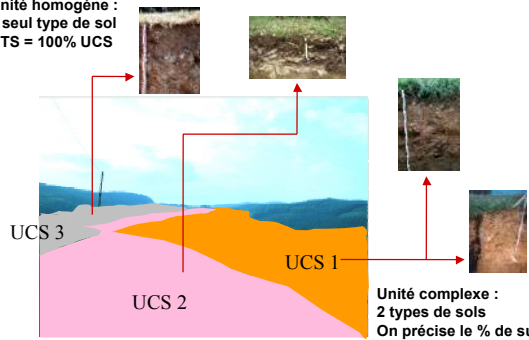 nité homogène :
seul type de sol
TS = 100% UCS
UCS 3
UCS 1
UCS 2
Unité complexe :
2 types de sols
On précise le % de su